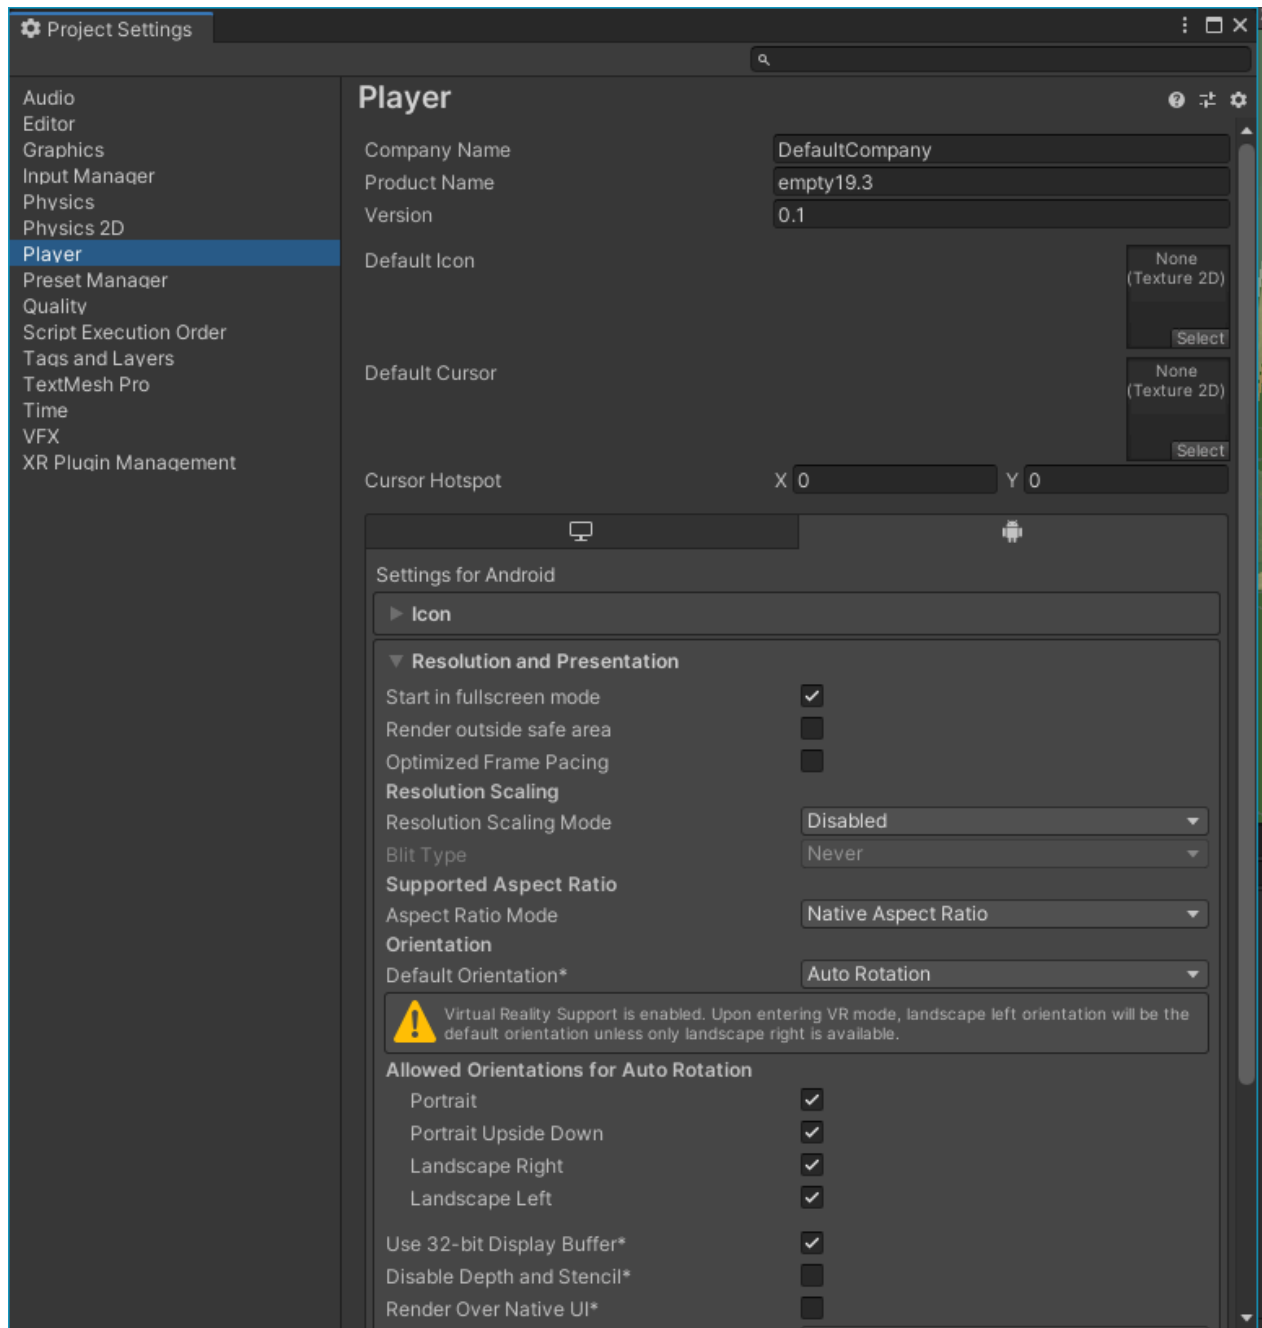 Project Settings
Audio
Editor
Graphics
Input Manager
Physics
Physics 2D
Player
Preset Manager
Quality
Script Execution Order
Tags and Layers
TextMesh Pro
Time
VFX
XR Plugin Management
Player
Company Name DefaultCompany
Product Name empty19.3
Version 0.1
Default Icon
None
(Texture 2D)
Select
Default Cursor
None
(Texture 2D)
Select
Cursor Hotspot X 0 Y 0
Settings for Android
Icon
Resolution and Presentation
Start in fullscreen mode
Render outside safe area
Optimized Frame Pacing
Resolution Scaling
Resolution Scaling Mode Disabled
Blit Type Never
Supported Aspect Ratio
Aspect Ratio Mode Native Aspect Ratio
Orientation
Default Orientation* Auto Rotation
Virtual Reality Support is enabled. Upon entering VR mode, landscape left orientation will be the
default orientation unless only landscape right is available.
Allowed Orientations for Auto Rotation
Portrait
Portrait Upside Down
Landscape Right
Landscape Left
Use 32-bit Display Buffer*
Disable Depth and Stencil*
Render Over Native UI*